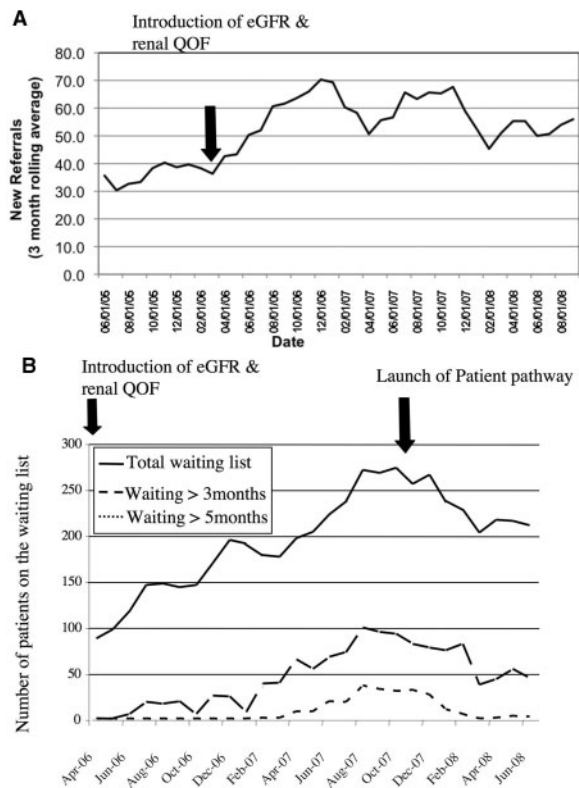 A
Introduction of eGFR &
renal QOF
80.0
70.0
60.0
50.0
40.0
30.0
20.0
10.0
0.0
New Referrals
(3 month rolling average)
06/01/05
08/01/05
10/01/05
12/01/05
02/01/06
04/01/06
06/01/06
08/01/06
10/01/06
12/01/06
02/01/07
04/01/07
06/01/07
08/01/07
10/01/07
12/01/07
02/01/08
04/01/08
06/01/08
08/01/08
Date
B
Introduction of eGFR &
renal QOF
Launch of Patient pathway
300
250
200
150
100
50
0
Number of patients on the waiting list
Total waiting list
Waiting > 3months
Waiting > 5months
Apr-06
Jun-06
Aug-06
Oct-06
Dec-06
Feb-07
Apr-07
Jun-07
Aug-07
Oct-07
Dec-07
Feb-08
Apr-08
Jun-08